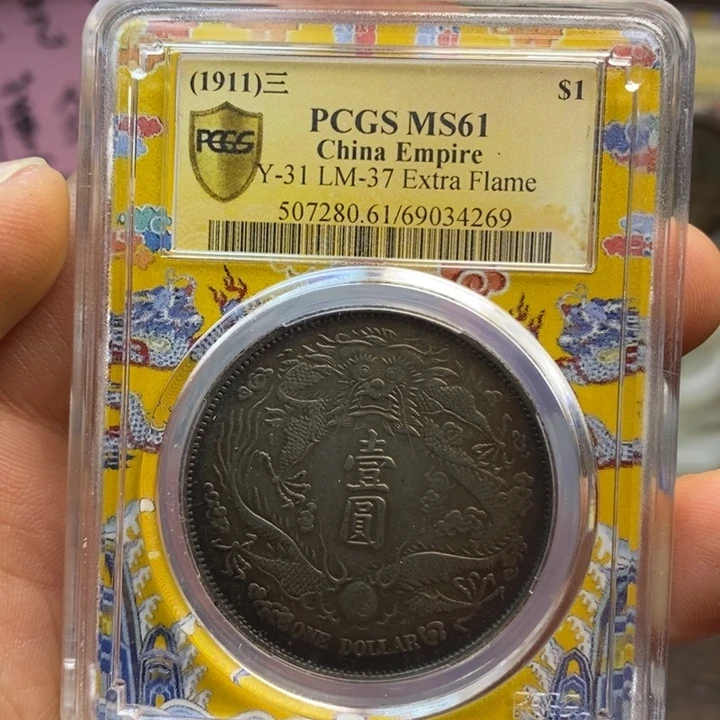 (1911)三 $1
PCGS PCGS MS61
China Empire
Y-31 LM-37 Extra Flame
507280.61/69034269
壹
圓
ONE DOLLAR